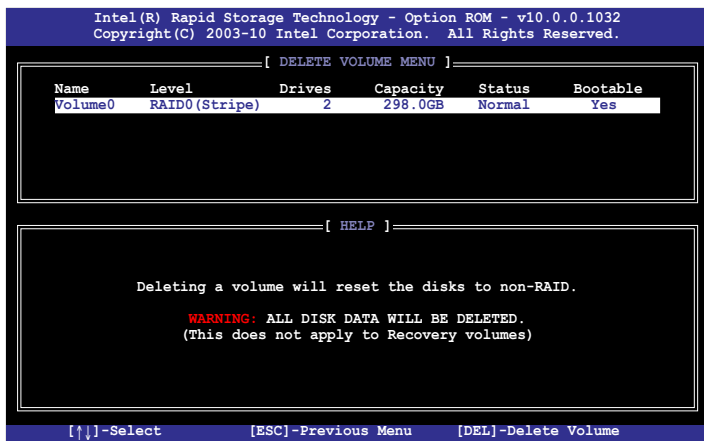 Intel(R) Rapid Storage Technology - Option ROM - v10.0.0.1032
Copyright(C) 2003-10 Intel Corporation. All Rights Reserved.
[ DELETE VOLUME MENU ]
Name Level Drives Capacity Status Bootable
Volume0 RAID0(Stripe) 2 298.0GB Normal Yes
[ HELP ]
Deleting a volume will reset the disks to non-RAID.
WARNING: ALL DISK DATA WILL BE DELETED.
(This does not apply to Recovery volumes)
[↑↓]-Select [ESC]-Previous Menu [DEL]-Delete Volume